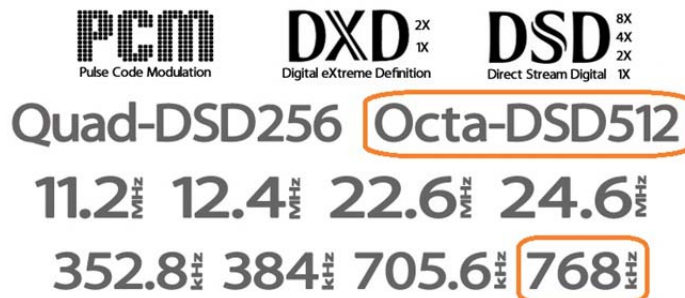 PCM DXD 2X 1X DSD 8X 4X 2X 1X
Pulse Code Modulation Digital eXtreme Definition Direct Stream Digital
Quad-DSD256 Octa-DSD512
11.2MHz 12.4MHz 22.6MHz 24.6MHz
352.8kHz 384kHz 705.6kHz 768kHz